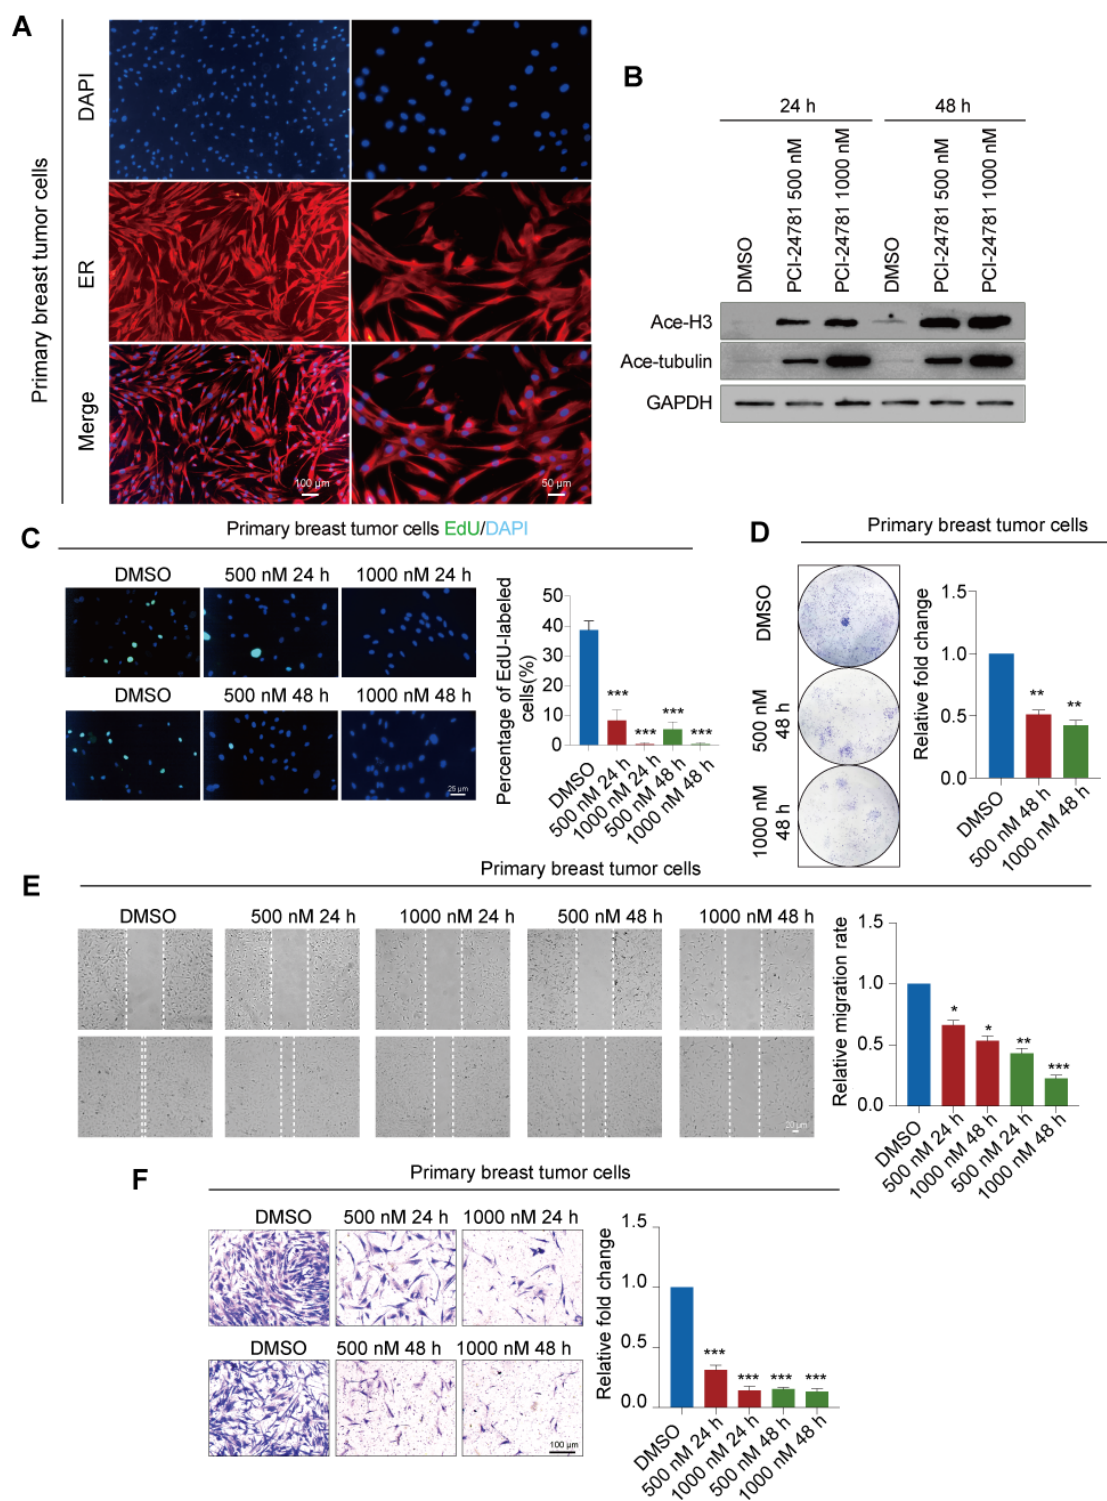 A
Primary breast tumor cells
DAPI
ER
Merge
100 µm
50 µm
B
24 h
48 h
DMSO
PCI-24781 500 nM
PCI-24781 1000 nM
DMSO
PCI-24781 500 nM
PCI-24781 1000 nM
Ace-H3
Ace-tubulin
GAPDH
C
Primary breast tumor cells EdU/DAPI
DMSO 500 nM 24 h 1000 nM 24 h
DMSO 500 nM 48 h 1000 nM 48 h
25 µm
Percentage of EdU-labeled
cells(%)
50
40
30
20
10
0
***
***
***
***
DMSO
500 nM 24 h
1000 nM 24 h
500 nM 48 h
1000 nM 48 h
D
Primary breast tumor cells
DMSO
500 nM
48 h
1000 nM
48 h
Relative fold change
1.5
1.0
0.5
0.0
**
**
DMSO
500 nM 48 h
1000 nM 48 h
E
Primary breast tumor cells
DMSO 500 nM 24 h 1000 nM 24 h 500 nM 48 h 1000 nM 48 h
20 µm
Relative migration rate
1.5
1.0
0.5
0.0
*
*
**
***
DMSO
500 nM 24 h
1000 nM 48 h
500 nM 24 h
1000 nM 48 h
F
Primary breast tumor cells
DMSO 500 nM 24 h 1000 nM 24 h
DMSO 500 nM 48 h 1000 nM 48 h
100 µm
Relative fold change
1.5
1.0
0.5
0.0
***
***
***
***
DMSO
500 nM 24 h
1000 nM 24 h
500 nM 48 h
1000 nM 48 h